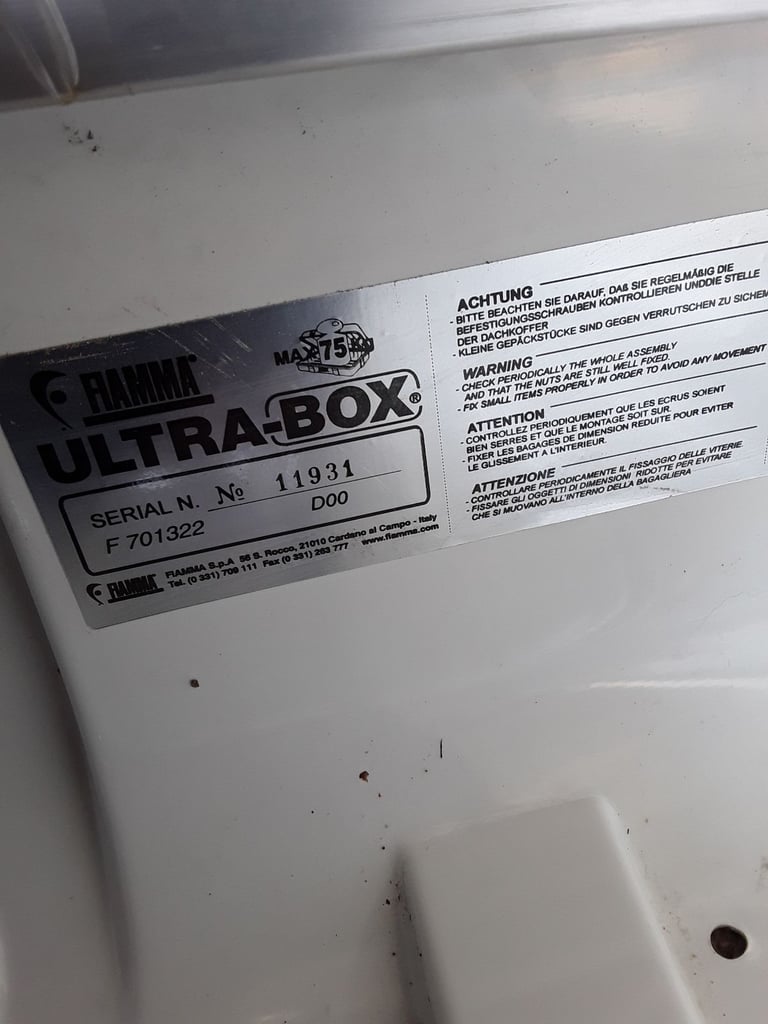 FIAMMA®
MAX 75 Kg
ULTRA-BOX®
SERIAL N. No 11931
F 701322 D00
FIAMMA FIAMMA S.p.A 56 S. Rocco, 21010 Cardano al Campo - Italy
Tel. (0 331) 709 111 Fax (0 331) 263 777 www.fiamma.com
ACHTUNG
- BITTE BEACHTEN SIE DARAUF, DAß SIE REGELMÄßIG DIE
BEFESTIGUNGSSCHRAUBEN KONTROLLIEREN UNDDIE STELLE
DER DACHKOFFER
- KLEINE GEPÄCKSTÜCKE SIND GEGEN VERRUTSCHEN ZU SICHERN
WARNING
- CHECK PERIODICALLY THE WHOLE ASSEMBLY
AND THAT THE NUTS ARE STILL WELL FIXED.
- FIX SMALL ITEMS PROPERLY IN ORDER TO AVOID ANY MOVEMENT
ATTENTION
- CONTROLLEZ PERIODIQUEMENT QUE LES ECRUS SOIENT
BIEN SERRES ET QUE LE MONTAGE SOIT SUR.
- FIXER LES BAGAGES DE DIMENSION REDUITE POUR EVITER
LE GLISSEMENT A L'INTERIEUR.
ATTENZIONE
- CONTROLLARE PERIODICAMENTE IL FISSAGGIO DELLE VITERIE
- FISSARE GLI OGGETTI DI DIMENSIONI RIDOTTE PER EVITARE
CHE SI MUOVANO ALL'INTERNO DELLA BAGAGLIERA